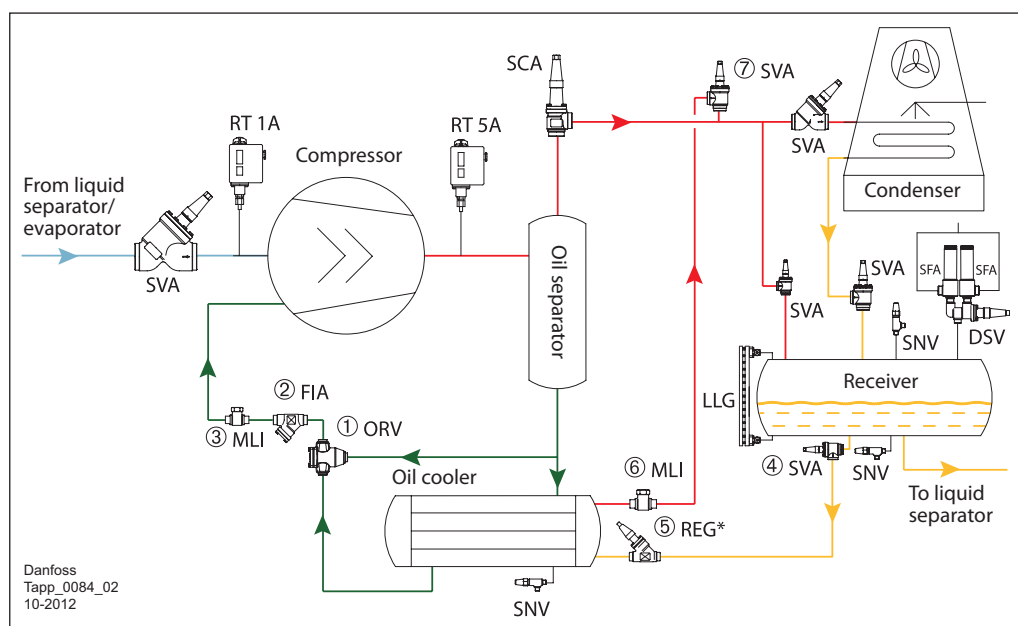 SCA
⑦ SVA
RT 1A
RT 5A
Compressor
SVA
Condenser
From liquid
separator/
evaporator
SVA
Oil separator
SVA
SVA
SFA
SFA
DSV
SNV
LLG
Receiver
② FIA
③ MLI
① ORV
④ SVA
SNV
To liquid
separator
Oil cooler
⑥ MLI
⑤ REG*
SNV
Danfoss
Tapp_0084_02
10-2012